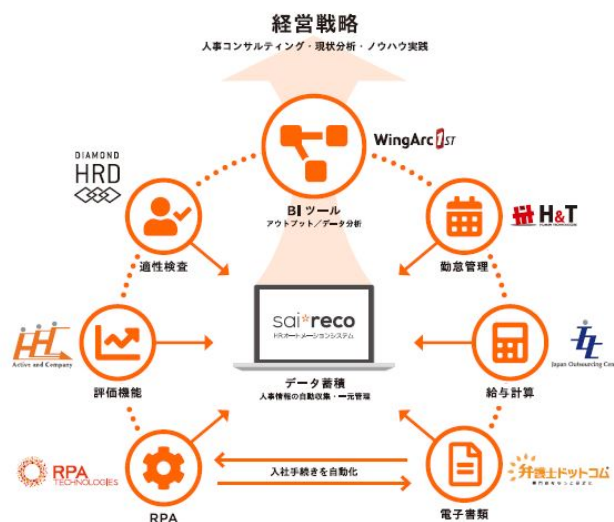 経営戦略
人事コンサルティング・現状分析・ノウハウ実践
WingArc1ST
DIAMOND
HRD
BIツール
アウトプット／データ分析
H&T
適性検査
勤怠管理
sai*reco
HRオートメーションシステム
Active and Company
評価機能
データ蓄積
人事情報の自動収集・一元管理
給与計算
Japan Outsourcing Cen
RPA
TECHNOLOGIES
入社手続きを自動化
弁護士ドットコム
RPA
電子書類